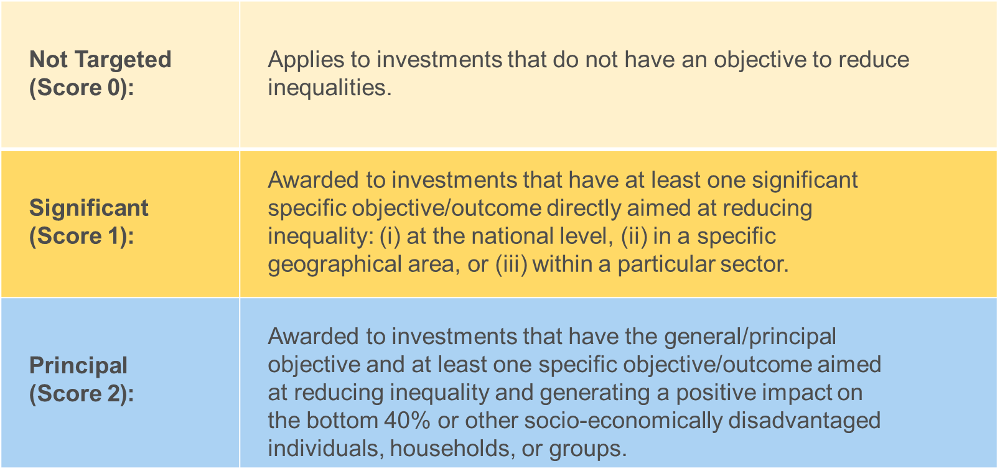 Not Targeted
(Score 0):
Applies to investments that do not have an objective to reduce
inequalities.
Significant
(Score 1):
Awarded to investments that have at least one significant
specific objective/outcome directly aimed at reducing
inequality: (i) at the national level, (ii) in a specific
geographical area, or (iii) within a particular sector.
Principal
(Score 2):
Awarded to investments that have the general/principal
objective and at least one specific objective/outcome aimed
at reducing inequality and generating a positive impact on
the bottom 40% or other socio-economically disadvantaged
individuals, households, or groups.